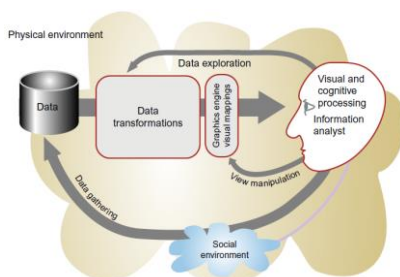 Physical environment
Data exploration
Data
Data
transformations
Graphics engine
visual mappings
Visual and
cognitive
processing
Information
analyst
View manipulation
Data gathering
Social
environment